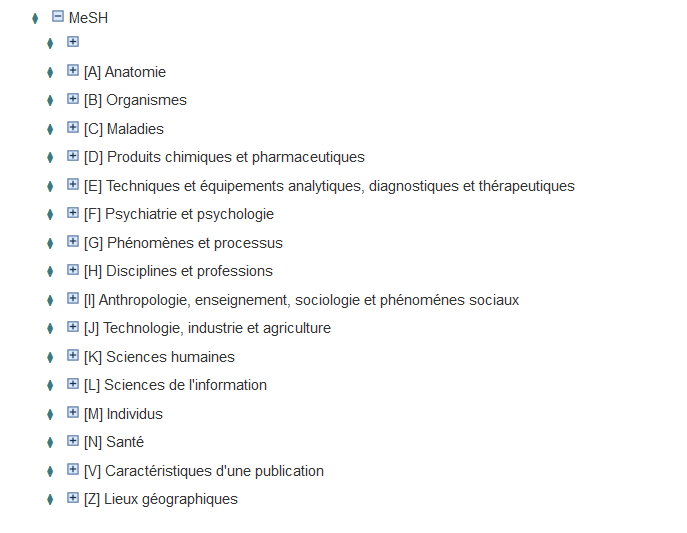 MeSH
[A] Anatomie
[B] Organismes
[C] Maladies
[D] Produits chimiques et pharmaceutiques
[E] Techniques et équipements analytiques, diagnostiques et thérapeutiques
[F] Psychiatrie et psychologie
[G] Phénomènes et processus
[H] Disciplines et professions
[I] Anthropologie, enseignement, sociologie et phénoménes sociaux
[J] Technologie, industrie et agriculture
[K] Sciences humaines
[L] Sciences de l'information
[M] Individus
[N] Santé
[V] Caractéristiques d'une publication
[Z] Lieux géographiques